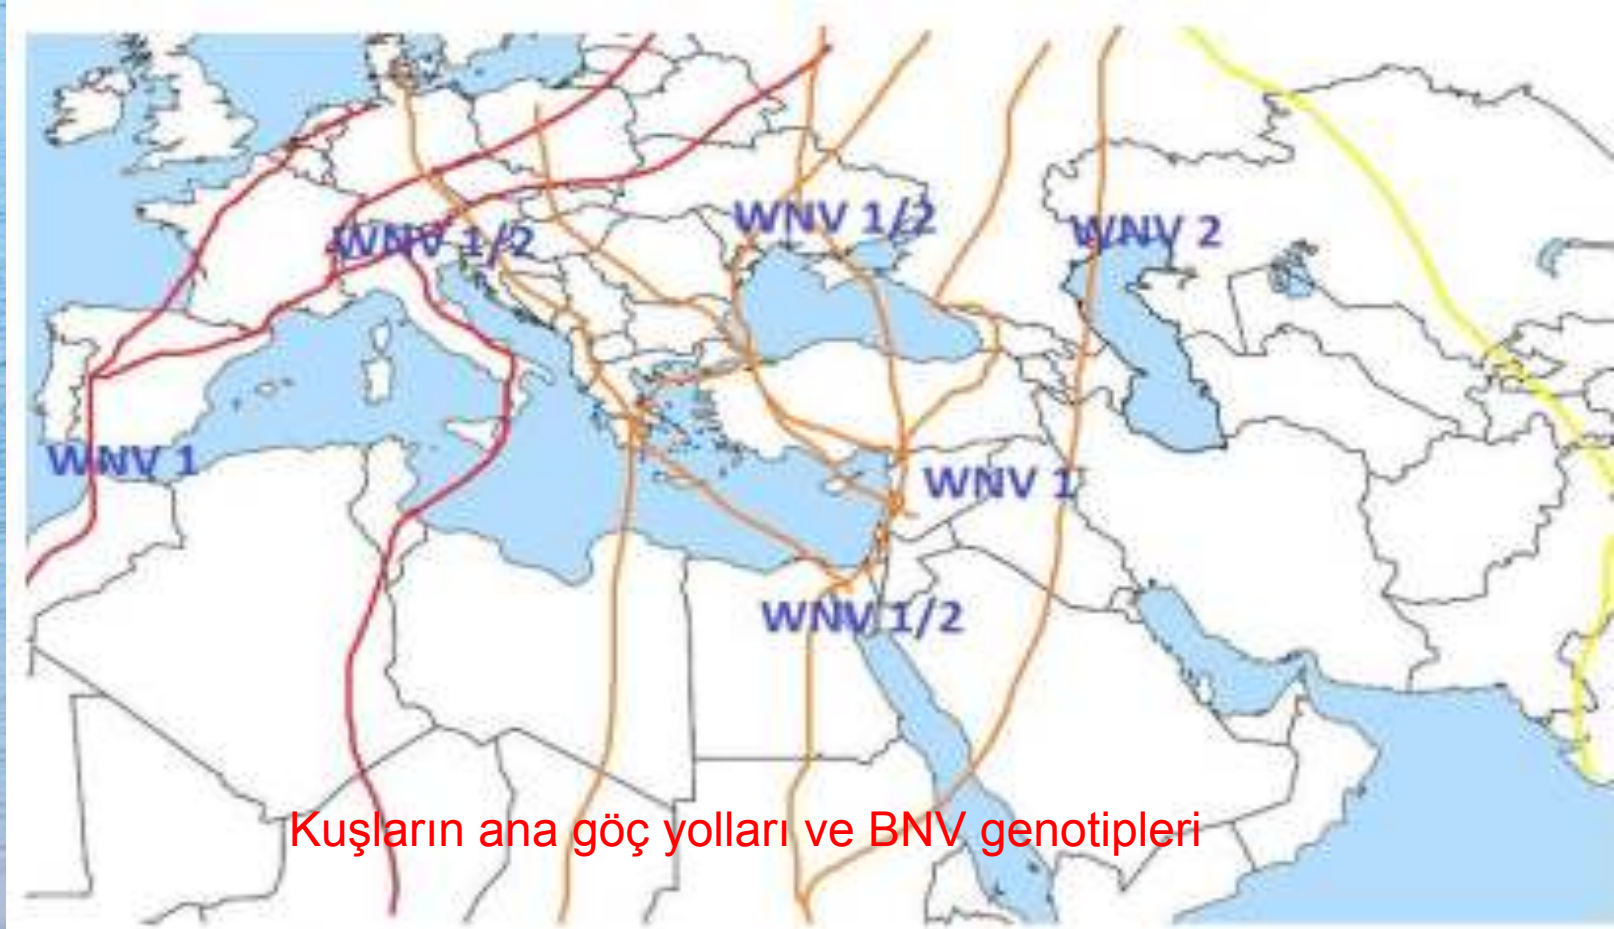 WNV 1/2
WNV 2
WNV 1/2
WNV 1
WNV 1
WNV 1/2
Kuşların ana göç yolları ve BNV genotipleri